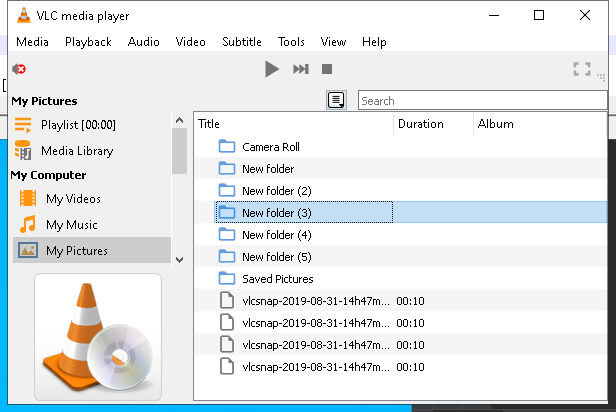 VLC media player
Media Playback Audio Video Subtitle Tools View Help
My Pictures
Search
Playlist [00:00]
Title Duration Album
Media Library
Camera Roll
My Computer
New folder
My Videos
New folder (2)
My Music
New folder (3)
My Pictures
New folder (4)
New folder (5)
Saved Pictures
vlcsnap-2019-08-31-14h47m... 00:10
vlcsnap-2019-08-31-14h47m... 00:10
vlcsnap-2019-08-31-14h47m... 00:10
vlcsnap-2019-08-31-14h47m... 00:10